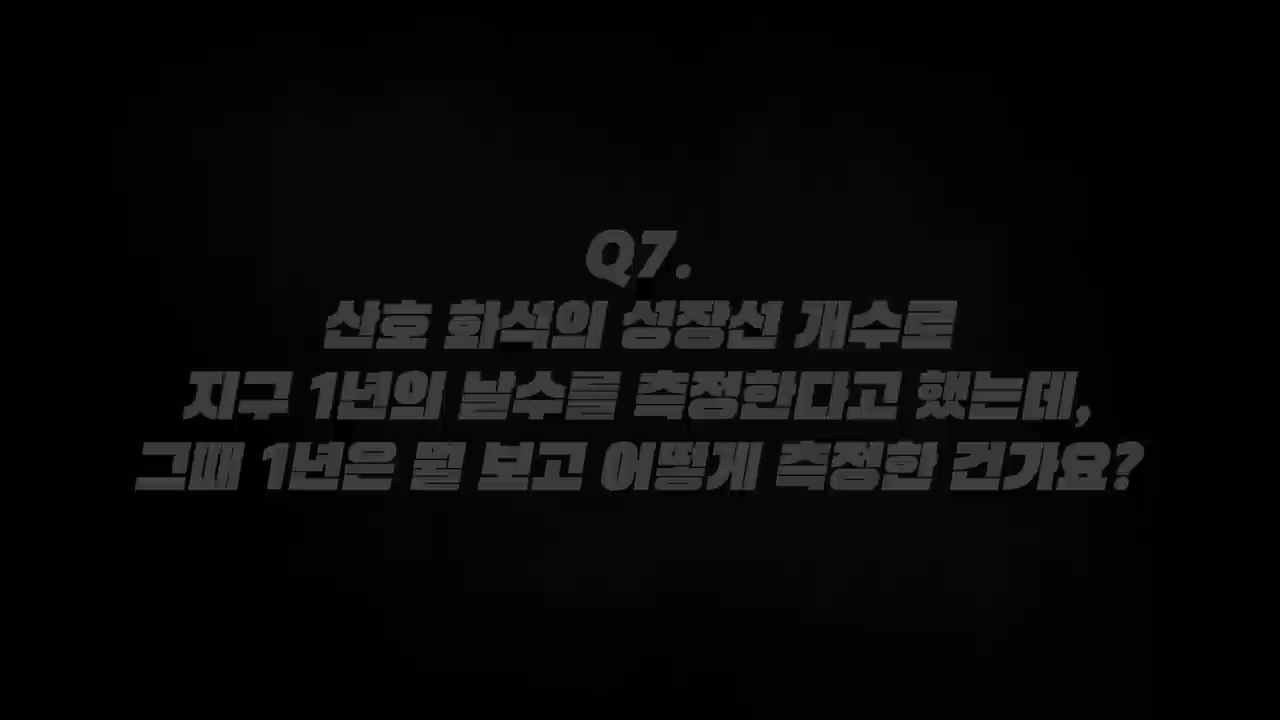 Q7.
산호 화석의 성장선 개수로
지구 1년의 날수를 측정한다고 했는데,
그때 1년은 뭘 보고 어떻게 측정한 건가요?